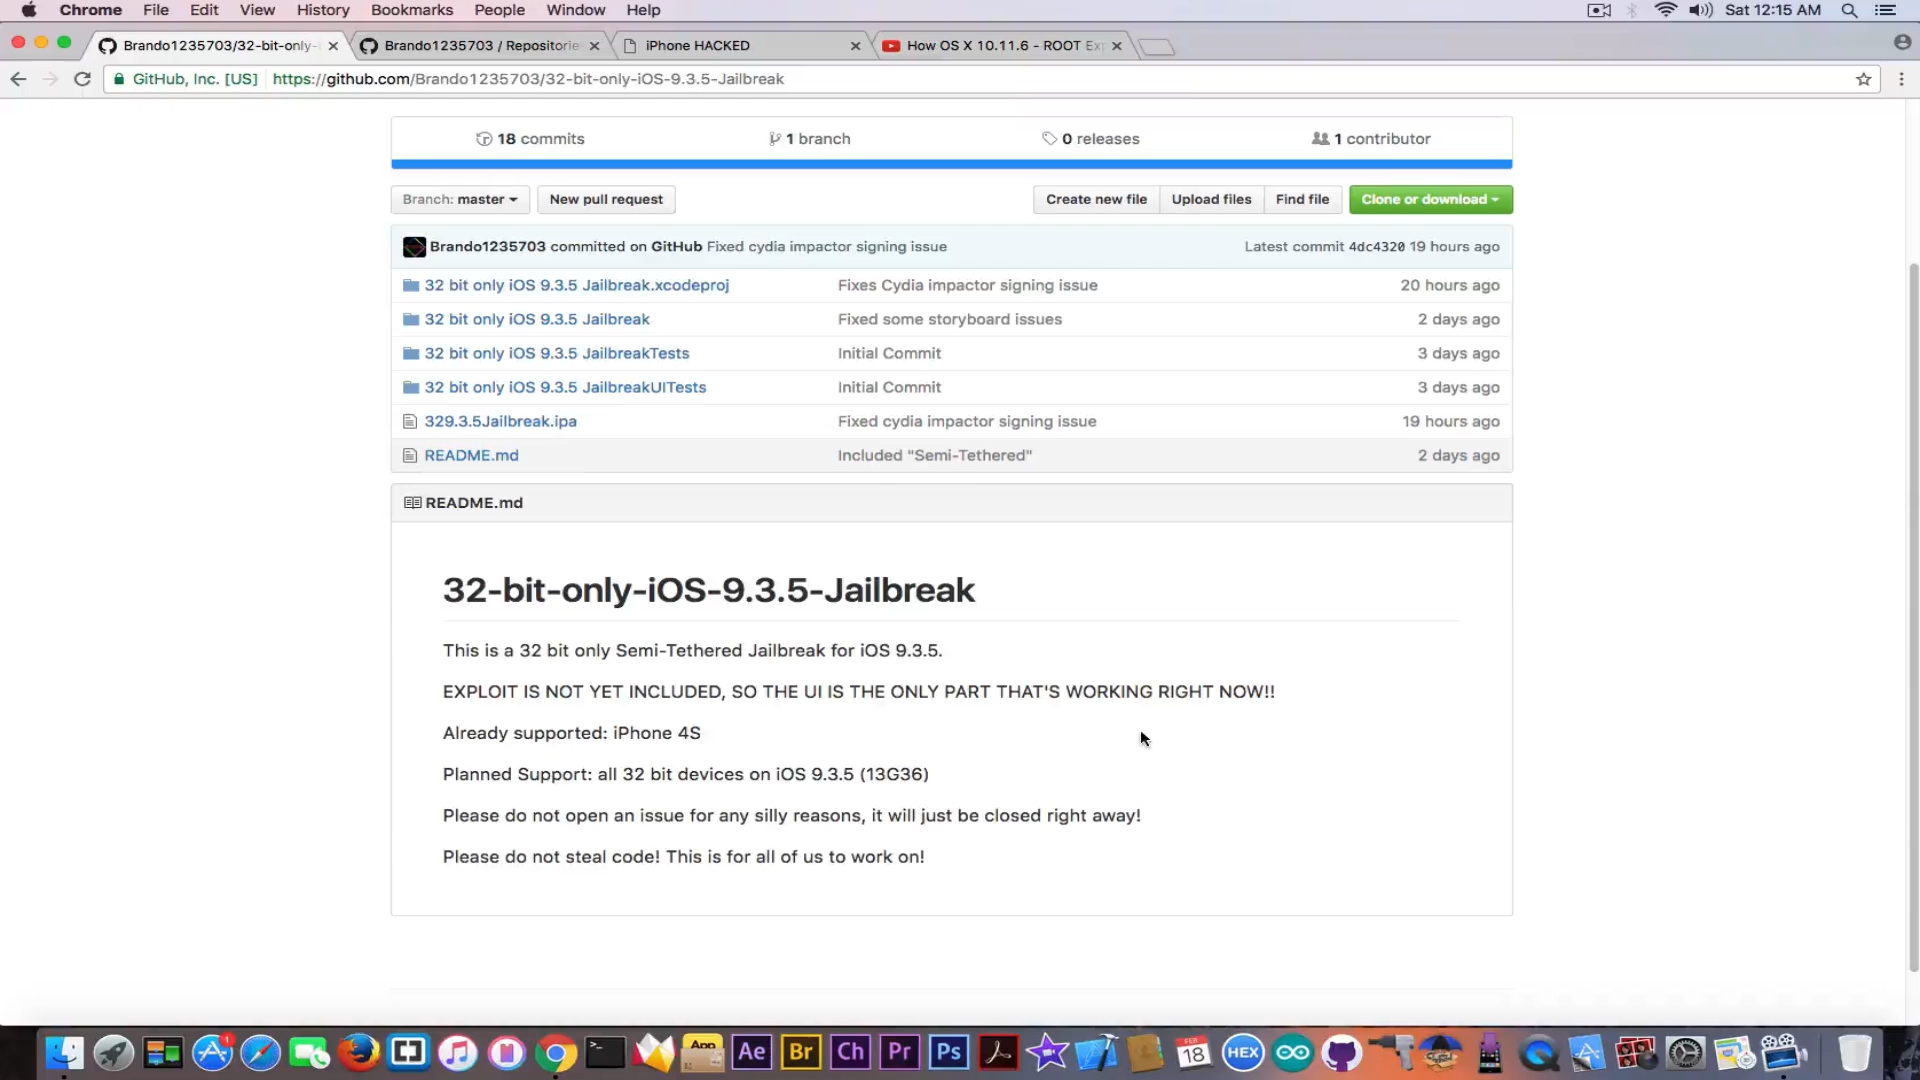 Chrome File Edit View History Bookmarks People Window Help Sat 12:15 AM
Brando1235703/32-bit-only- Brando1235703 / Repositorie iPhone HACKED How OS X 10.11.6 - ROOT Ex
GitHub, Inc. [US] https://github.com/Brando1235703/32-bit-only-iOS-9.3.5-Jailbreak
18 commits 1 branch 0 releases 1 contributor
Branch: master New pull request Create new file Upload files Find file Clone or download
Brando1235703 committed on GitHub Fixed cydia impactor signing issue Latest commit 4dc4320 19 hours ago
32 bit only iOS 9.3.5 Jailbreak.xcodeproj Fixes Cydia impactor signing issue 20 hours ago
32 bit only iOS 9.3.5 Jailbreak Fixed some storyboard issues 2 days ago
32 bit only iOS 9.3.5 JailbreakTests Initial Commit 3 days ago
32 bit only iOS 9.3.5 JailbreakUITests Initial Commit 3 days ago
329.3.5Jailbreak.ipa Fixed cydia impactor signing issue 19 hours ago
README.md Included "Semi-Tethered" 2 days ago
README.md
32-bit-only-iOS-9.3.5-Jailbreak
This is a 32 bit only Semi-Tethered Jailbreak for iOS 9.3.5.
EXPLOIT IS NOT YET INCLUDED, SO THE UI IS THE ONLY PART THAT'S WORKING RIGHT NOW!!
Already supported: iPhone 4S
Planned Support: all 32 bit devices on iOS 9.3.5 (13G36)
Please do not open an issue for any silly reasons, it will just be closed right away!
Please do not steal code! This is for all of us to work on!
1 App Ae Br Ch Pr Ps FEB 18 HEX